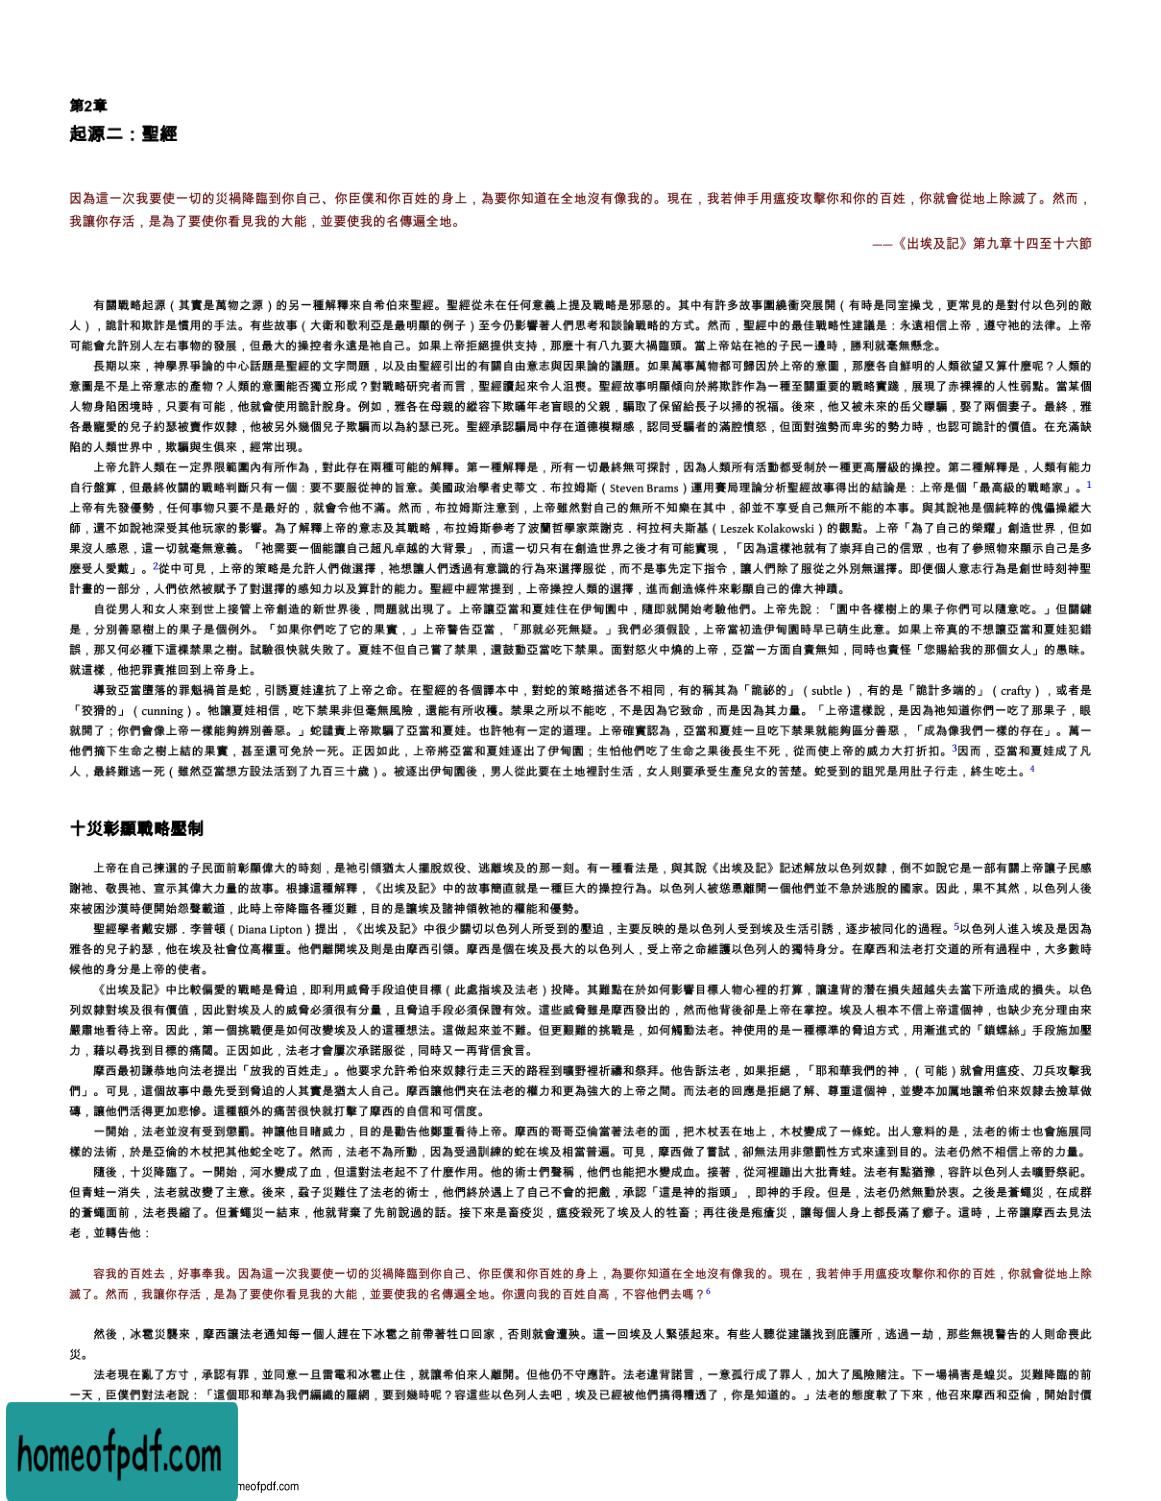 第2章
起源二：聖經
因為這一次我要使一切的災禍降臨到你自己、你臣僕和你百姓的身上，為要你知道在全地沒有像我的。現在，我若伸手用瘟疫攻擊你和你的百姓，你就會從地上除滅了。然而，
我讓你存活，是為了要使你看見我的大能，並要使我的名傳遍全地。
——《出埃及記》第九章十四至十六節
有關戰略起源（其實是萬物之源）的另一種解釋來自希伯來聖經。聖經從未在任何意義上提及戰略是邪惡的。其中有許多故事圍繞衝突展開（有時是同室操戈，更常見的是對付以色列的敵
人），詭計和欺詐是慣用的手法。有些故事（大衛和歌利亞是最明顯的例子）至今仍影響著人們思考和談論戰略的方式。然而，聖經中的最佳戰略性建議是：永遠相信上帝，遵守祂的法律。上帝
可能會允許別人左右事物的發展，但最大的操控者永遠是祂自己。如果上帝拒絕提供支持，那麼十有八九要大禍臨頭。當上帝站在祂的子民一邊時，勝利就毫無懸念。
長期以來，神學界爭論的中心話題是聖經的文字問題，以及由聖經引出的有關自由意志與因果論的議題。如果萬事萬物都可歸因於上帝的意圖，那麼各自鮮明的人類欲望又算什麼呢？人類的
意圖是不是上帝意志的產物？人類的意圖能否獨立形成？對戰略研究者而言，聖經讀起來令人沮喪。聖經故事明顯傾向於將欺詐作為一種至關重要的戰略實踐，展現了赤裸裸的人性弱點。當某個
人物身陷困境時，只要有可能，他就會使用詭計脫身。例如，雅各在母親的縱容下欺瞞年老盲眼的父親，騙取了保留給長子以掃的祝福。後來，他又被未來的岳父矇騙，娶了兩個妻子。最終，雅
各最寵愛的兒子約瑟被賣作奴隸，他被另外幾個兒子欺騙而以為約瑟已死。聖經承認騙局中存在道德模糊感，認同受騙者的滿腔憤怒，但面對強勢而卑劣的勢力時，也認可詭計的價值。在充滿缺
陷的人類世界中，欺騙與生俱來，經常出現。
上帝允許人類在一定界限範圍內有所作為，對此存在兩種可能的解釋。第一種解釋是，所有一切最終無可探討，因為人類所有活動都受制於一種更高層級的操控。第二種解釋是，人類有能力
自行盤算，但最終攸關的戰略判斷只有一個：要不要服從神的旨意。美國政治學者史蒂文．布拉姆斯（Steven Brams）運用賽局理論分析聖經故事得出的結論是：上帝是個「最高級的戰略家」。1
上帝有先發優勢，任何事物只要不是最好的，就會令他不滿。然而，布拉姆斯注意到，上帝雖然對自己的無所不知樂在其中，卻並不享受自己無所不能的本事。與其說祂是個純粹的傀儡操縱大
師，還不如說祂深受其他玩家的影響。為了解釋上帝的意志及其戰略，布拉姆斯參考了波蘭哲學家萊謝克．柯拉柯夫斯基（Leszek Kolakowski）的觀點。上帝「為了自己的榮耀」創造世界，但如
果沒人感恩，這一切就毫無意義。「祂需要一個能讓自己超凡卓越的大背景」，而這一切只有在創造世界之後才有可能實現，「因為這樣祂就有了崇拜自己的信眾，也有了參照物來顯示自己是多
麼受人愛戴」。2從中可見，上帝的策略是允許人們做選擇，祂想讓人們透過有意識的行為來選擇服從，而不是事先定下指令，讓人們除了服從之外別無選擇。即便個人意志行為是創世時刻神聖
計畫的一部分，人們依然被賦予了對選擇的感知力以及算計的能力。聖經中經常提到，上帝操控人類的選擇，進而創造條件來彰顯自己的偉大神蹟。
自從男人和女人來到世上接管上帝創造的新世界後，問題就出現了。上帝讓亞當和夏娃住在伊甸園中，隨即就開始考驗他們。上帝先說：「園中各樣樹上的果子你們可以隨意吃。」但關鍵
是，分別善惡樹上的果子是個例外。「如果你們吃了它的果實，」上帝警告亞當，「那就必死無疑。」我們必須假設，上帝當初造伊甸園時早已萌生此意。如果上帝真的不想讓亞當和夏娃犯錯
誤，那又何必種下這棵禁果之樹。試驗很快就失敗了。夏娃不但自己嘗了禁果，還鼓動亞當吃下禁果。面對怒火中燒的上帝，亞當一方面自責無知，同時也責怪「您賜給我的那個女人」的愚昧。
就這樣，他把罪責推回到上帝身上。
導致亞當墮落的罪魁禍首是蛇，引誘夏娃違抗了上帝之命。在聖經的各個譯本中，對蛇的策略描述各不相同，有的稱其為「詭祕的」（subtle），有的是「詭計多端的」（crafty），或者是
「狡猾的」（cunning）。牠讓夏娃相信，吃下禁果非但毫無風險，還能有所收穫。禁果之所以不能吃，不是因為它致命，而是因為其力量。「上帝這樣說，是因為祂知道你們一吃了那果子，眼
就開了；你們會像上帝一樣能夠辨別善惡。」蛇譴責上帝欺騙了亞當和夏娃。也許牠有一定的道理。上帝確實認為，亞當和夏娃一旦吃下禁果就能夠區分善惡，「成為像我們一樣的存在」。萬一
他們摘下生命之樹上結的果實，甚至還可免於一死。正因如此，上帝將亞當和夏娃逐出了伊甸園；生怕他們吃了生命之果後長生不死，從而使上帝的威力大打折扣。3因而，亞當和夏娃成了凡
人，最終難逃一死（雖然亞當想方設法活到了九百三十歲）。被逐出伊甸園後，男人從此要在土地裡討生活，女人則要承受生產兒女的苦楚。蛇受到的詛咒是用肚子行走，終生吃土。4
十災彰顯戰略壓制
上帝在自己揀選的子民面前彰顯偉大的時刻，是祂引領猶太人擺脫奴役、逃離埃及的那一刻。有一種看法是，與其說《出埃及記》記述解放以色列奴隸，倒不如說它是一部有關上帝讓子民感
謝祂、敬畏祂、宣示其偉大力量的故事。根據這種解釋，《出埃及記》中的故事簡直就是一種巨大的操控行為。以色列人被慫恿離開一個他們並不急於逃脫的國家。因此，果不其然，以色列人後
來被困沙漠時便開始怨聲載道，此時上帝降臨各種災難，目的是讓埃及諸神領教祂的權能和優勢。
聖經學者戴安娜．李普頓（Diana Lipton）提出，《出埃及記》中很少關切以色列人所受到的壓迫，主要反映的是以色列人受到埃及生活引誘，逐步被同化的過程。5以色列人進入埃及是因為
雅各的兒子約瑟，他在埃及社會位高權重。他們離開埃及則是由摩西引領。摩西是個在埃及長大的以色列人，受上帝之命維護以色列人的獨特身分。在摩西和法老打交道的所有過程中，大多數時
候他的身分是上帝的使者。
《出埃及記》中比較偏愛的戰略是脅迫，即利用威脅手段迫使目標（此處指埃及法老）投降。其難點在於如何影響目標人物心裡的打算，讓違背的潛在損失超越失去當下所造成的損失。以色
列奴隸對埃及很有價值，因此對埃及人的威脅必須很有分量，且脅迫手段必須保證有效。這些威脅雖是摩西發出的，然而他背後卻是上帝在掌控。埃及人根本不信上帝這個神，也缺少充分理由來
嚴肅地看待上帝。因此，第一個挑戰便是如何改變埃及人的這種想法。這做起來並不難。但更艱難的挑戰是，如何觸動法老。神使用的是一種標準的脅迫方式，用漸進式的「鎖螺絲」手段施加壓
力，藉以尋找到目標的痛閾。正因如此，法老才會屢次承諾服從，同時又一再背信食言。
摩西最初謙恭地向法老提出「放我的百姓走」。他要求允許希伯來奴隸行走三天的路程到曠野裡祈禱和祭拜。他告訴法老，如果拒絕，「耶和華我們的神，（可能）就會用瘟疫、刀兵攻擊我
們」。可見，這個故事中最先受到脅迫的人其實是猶太人自己。摩西讓他們夾在法老的權力和更為強大的上帝之間。而法老的回應是拒絕了解、尊重這個神，並變本加厲地讓希伯來奴隸去撿草做
磚，讓他們活得更加悲慘。這種額外的痛苦很快就打擊了摩西的自信和可信度。
一開始，法老並沒有受到懲罰。神讓他目睹威力，目的是勸告他鄭重看待上帝。摩西的哥哥亞倫當著法老的面，把木杖丟在地上，木杖變成了一條蛇。出人意料的是，法老的術士也會施展同
樣的法術，於是亞倫的木杖把其他蛇全吃了。然而，法老不為所動，因為受過訓練的蛇在埃及相當普遍。可見，摩西做了嘗試，卻無法用非懲罰性方式來達到目的。法老仍然不相信上帝的力量。
隨後，十災降臨了。一開始，河水變成了血，但這對法老起不了什麼作用。他的術士們聲稱，他們也能把水變成血。接著，從河裡蹦出大批青蛙。法老有點猶豫，容許以色列人去曠野祭祀。
但青蛙一消失，法老就改變了主意。後來，蝨子災難住了法老的術士，他們終於遇上了自己不會的把戲，承認「這是神的指頭」，即神的手段。但是，法老仍然無動於衷。之後是蒼蠅災，在成群
的蒼蠅面前，法老畏縮了。但蒼蠅災一結束，他就背棄了先前說過的話。接下來是畜疫災，瘟疫殺死了埃及人的牲畜；再往後是疱瘡災，讓每個人身上都長滿了癤子。這時，上帝讓摩西去見法
老，並轉告他：
容我的百姓去，好事奉我。因為這一次我要使一切的災禍降臨到你自己、你臣僕和你百姓的身上，為要你知道在全地沒有像我的。現在，我若伸手用瘟疫攻擊你和你的百姓，你就會從地上除
滅了。然而，我讓你存活，是為了要使你看見我的大能，並要使我的名傳遍全地。你還向我的百姓自高，不容他們去嗎？6
然後，冰雹災襲來，摩西讓法老通知每一個人趕在下冰雹之前帶著牲口回家，否則就會遭殃。這一回埃及人緊張起來。有些人聽從建議找到庇護所，逃過一劫，那些無視警告的人則命喪此
災。
法老現在亂了方寸，承認有罪，並同意一旦雷電和冰雹止住，就讓希伯來人離開。但他仍不守應許。法老違背諾言，一意孤行成了罪人，加大了風險賭注。下一場禍害是蝗災。災難降臨的前
一天，臣僕們對法老說：「這個耶和華為我們編織的羅網，要到幾時呢？容這些以色列人去吧，埃及已經被他們搞得糟透了，你是知道的。」法老的態度軟了下來，他召來摩西和亞倫，開始討價
homeofpdf.com
meofpdf.com